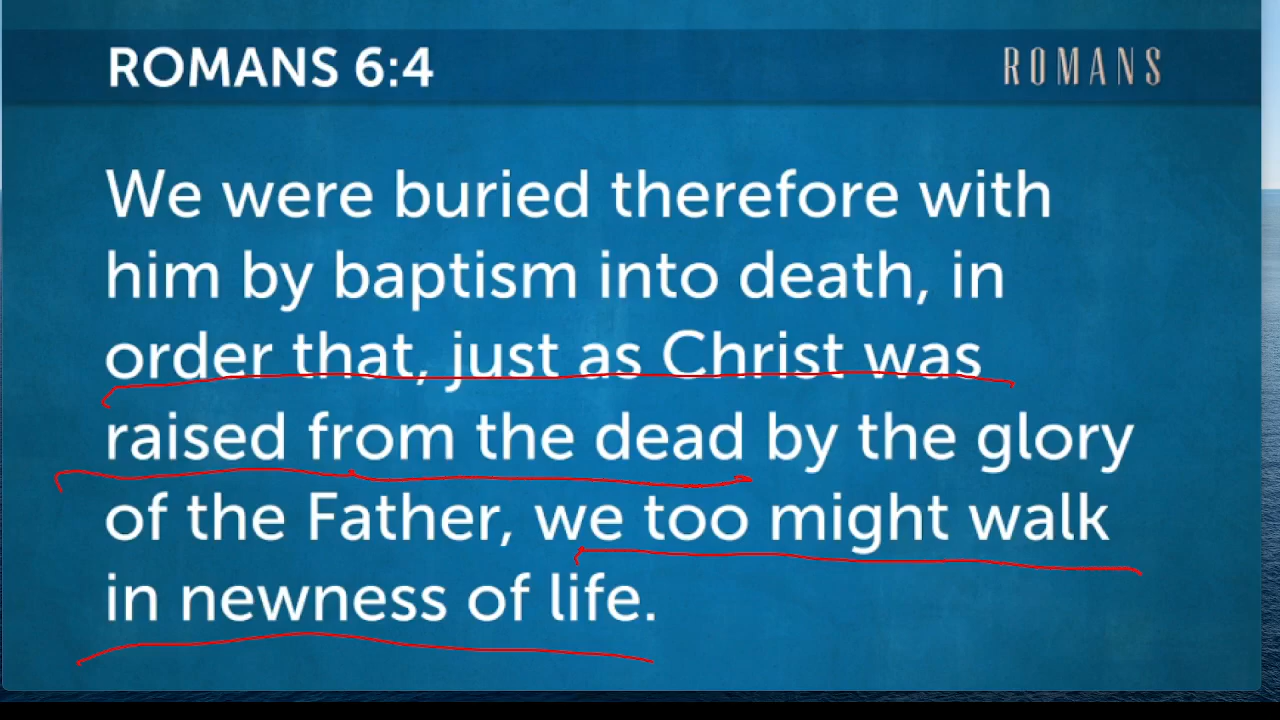 ROMANS 6:4
ROMANS
We were buried therefore with
him by baptism into death, in
order that, just as Christ was
raised from the dead by the glory
of the Father, we too might walk
in newness of life.